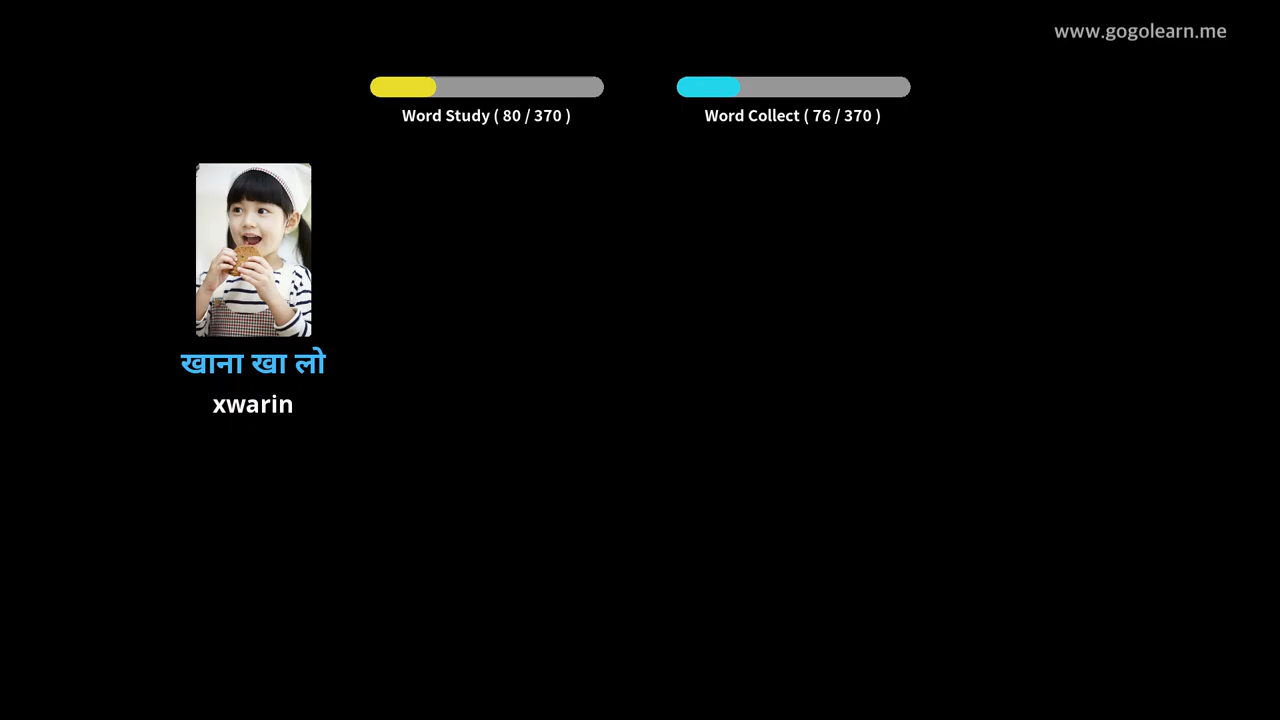 www.gogolearn.me
Word Study ( 80 / 370 )
Word Collect ( 76 / 370 )
खाना खा लो
xwarin